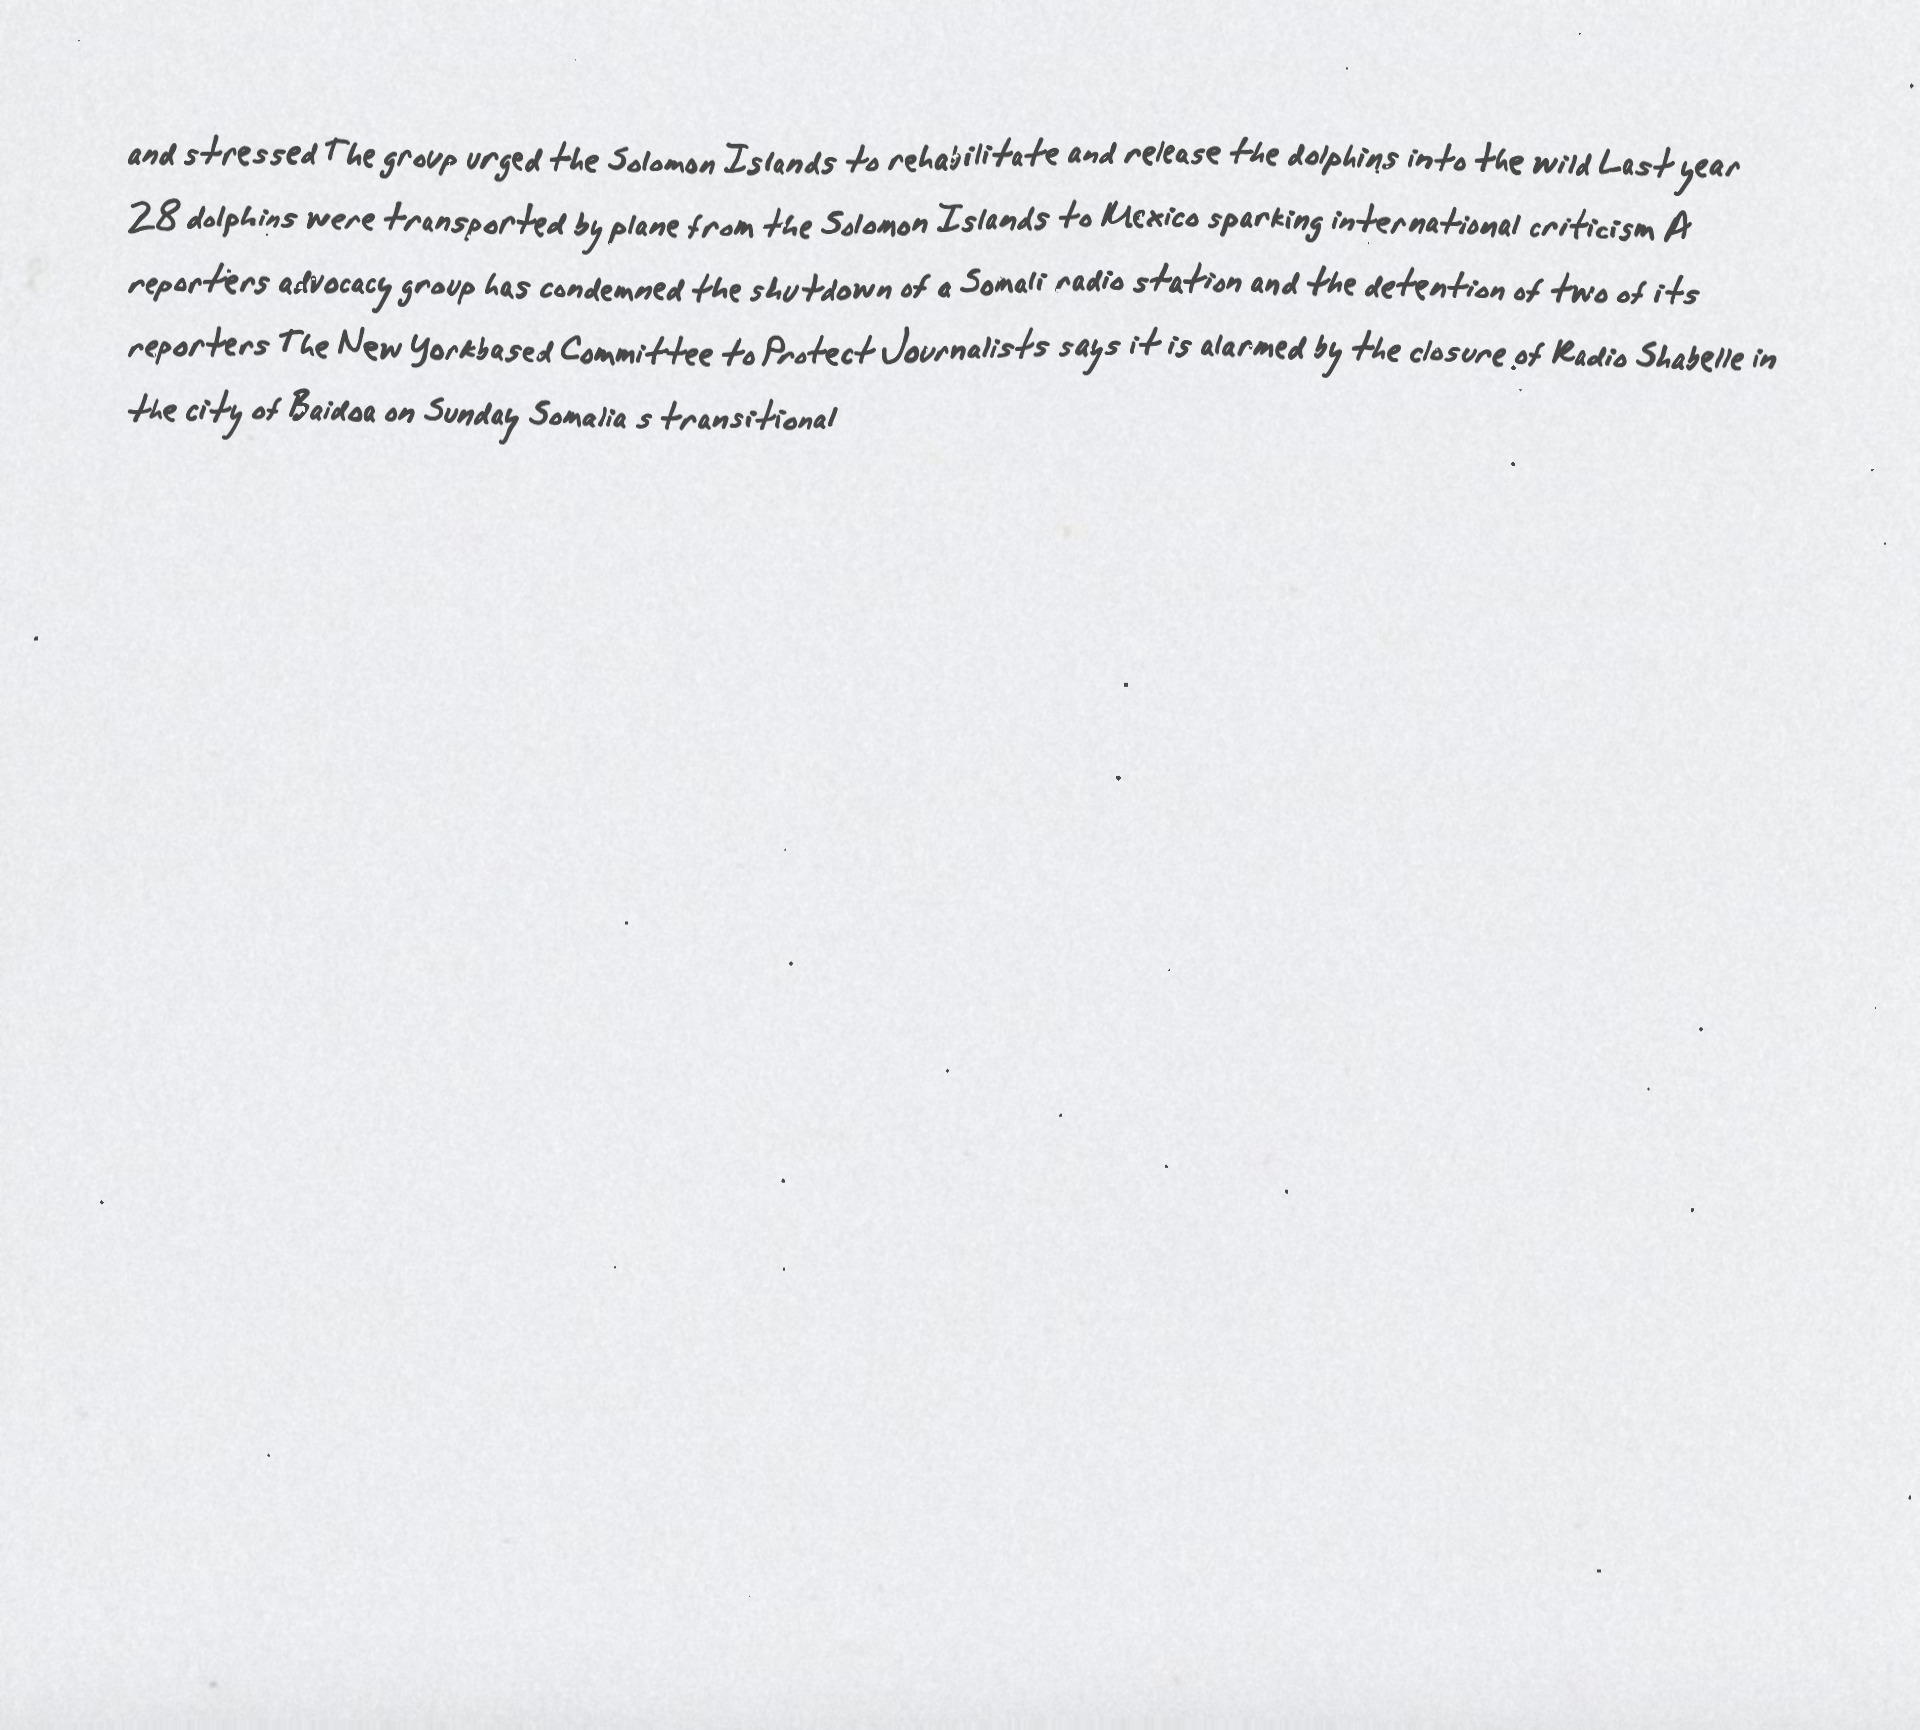 and stressed The group urged the Solomon Islands to rehabilitate and release the dolphins into the wild Last year
28 dolphins were transported by plane from the Solomon Islands to Mexico sparking international criticism A
reporters advocacy group has condemned the shutdown of a Somali radio station and the detention of two of its
reporters The New Yorkbased Committee to Protect Journalists says it is alarmed by the closure of Radio Shabelle in
the city of Baidoa on Sunday Somalia s transitional